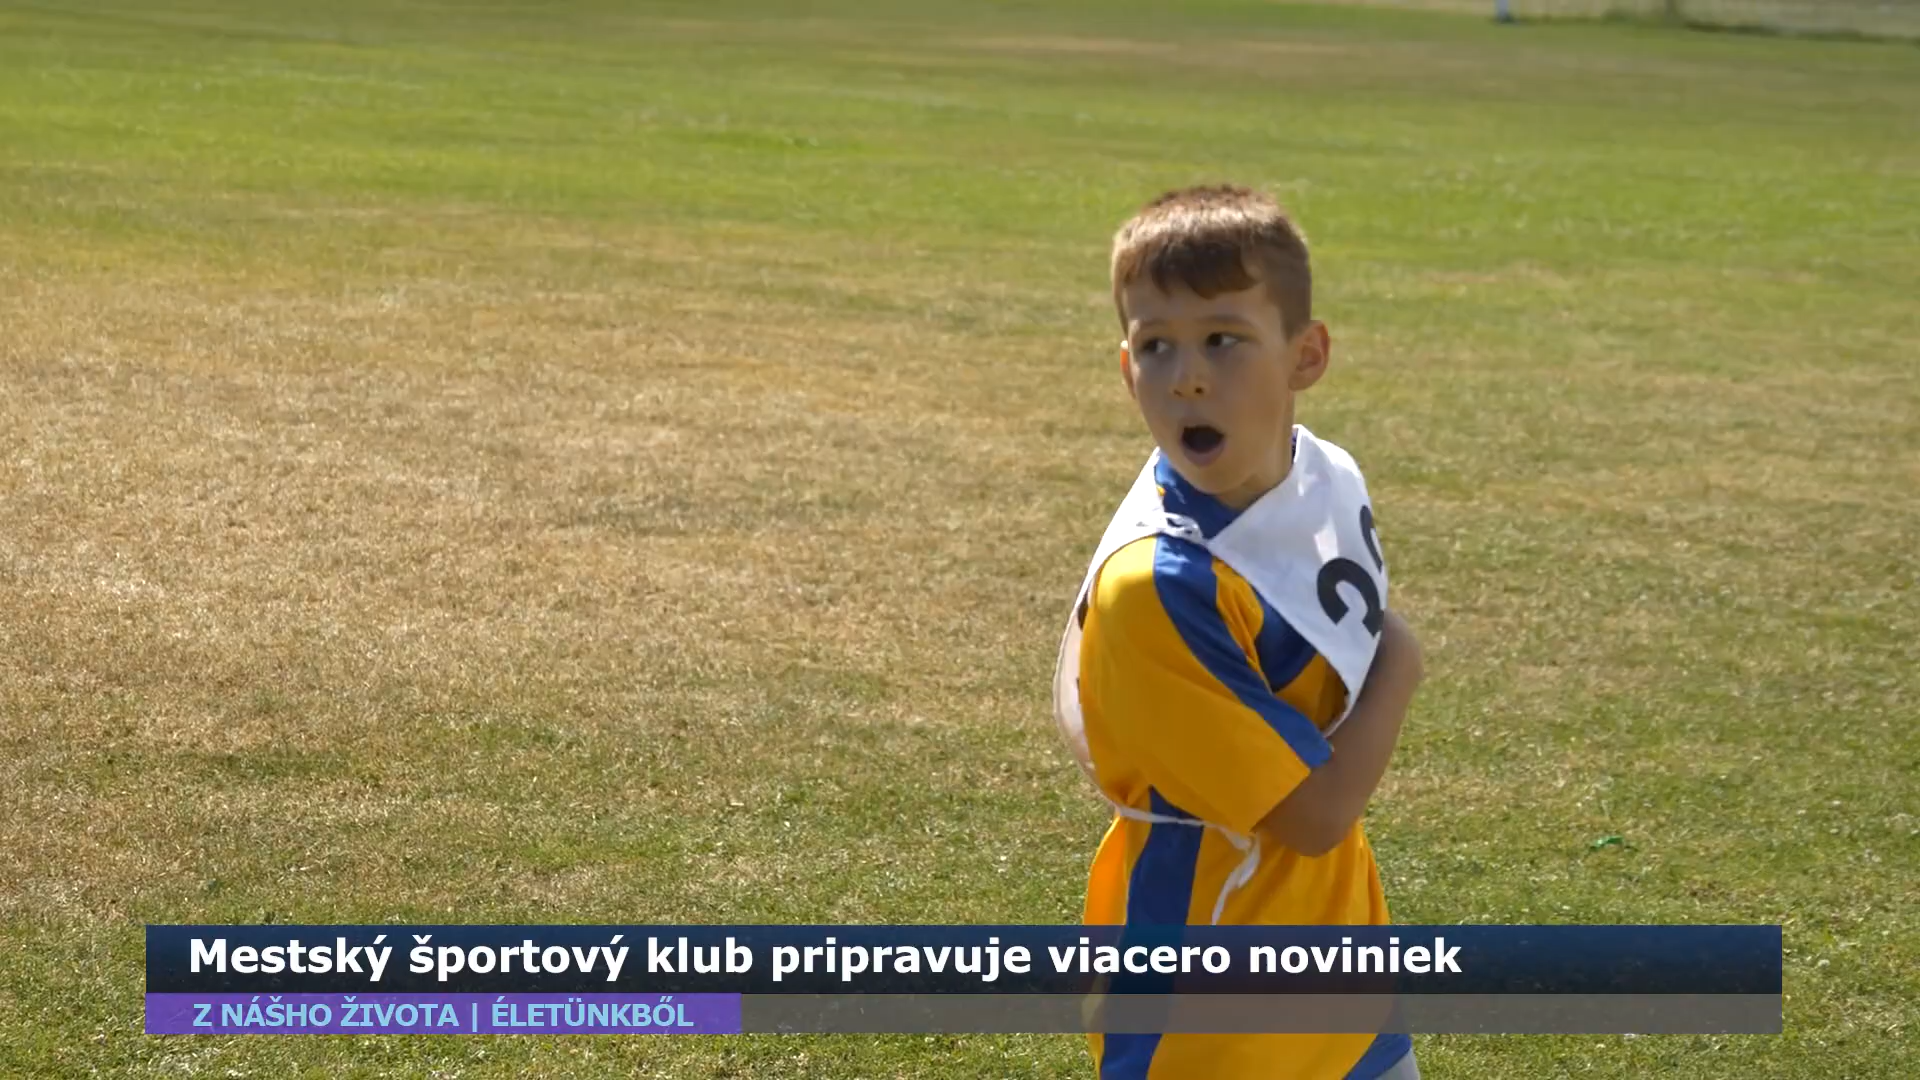 Mestský športový klub pripravuje viacero noviniek
Z NÁŠHO ŽIVOTA | ÉLETÜNKBŐL